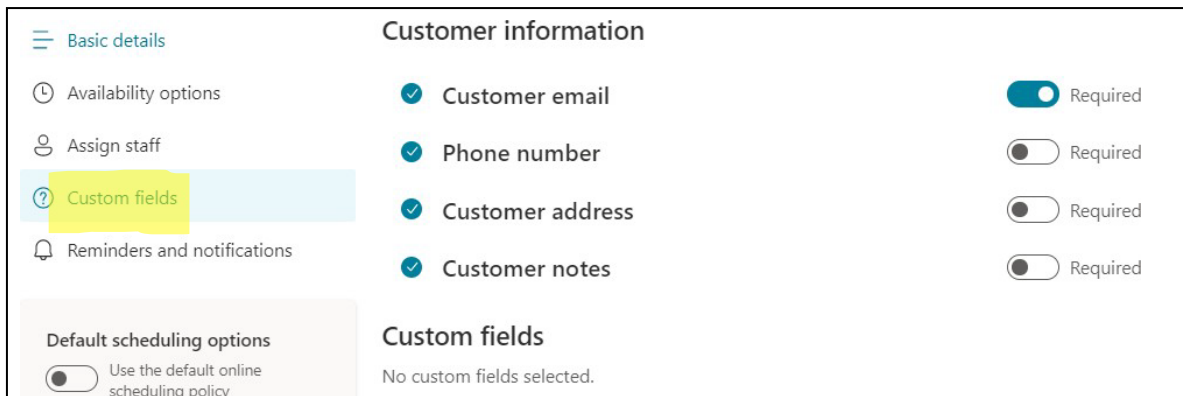 Basic details
Availability options
Assign staff
Custom fields
Reminders and notifications
Default scheduling options
Use the default online
scheduling policy
Customer information
Customer email Required
Phone number Required
Customer address Required
Customer notes Required
Custom fields
No custom fields selected.